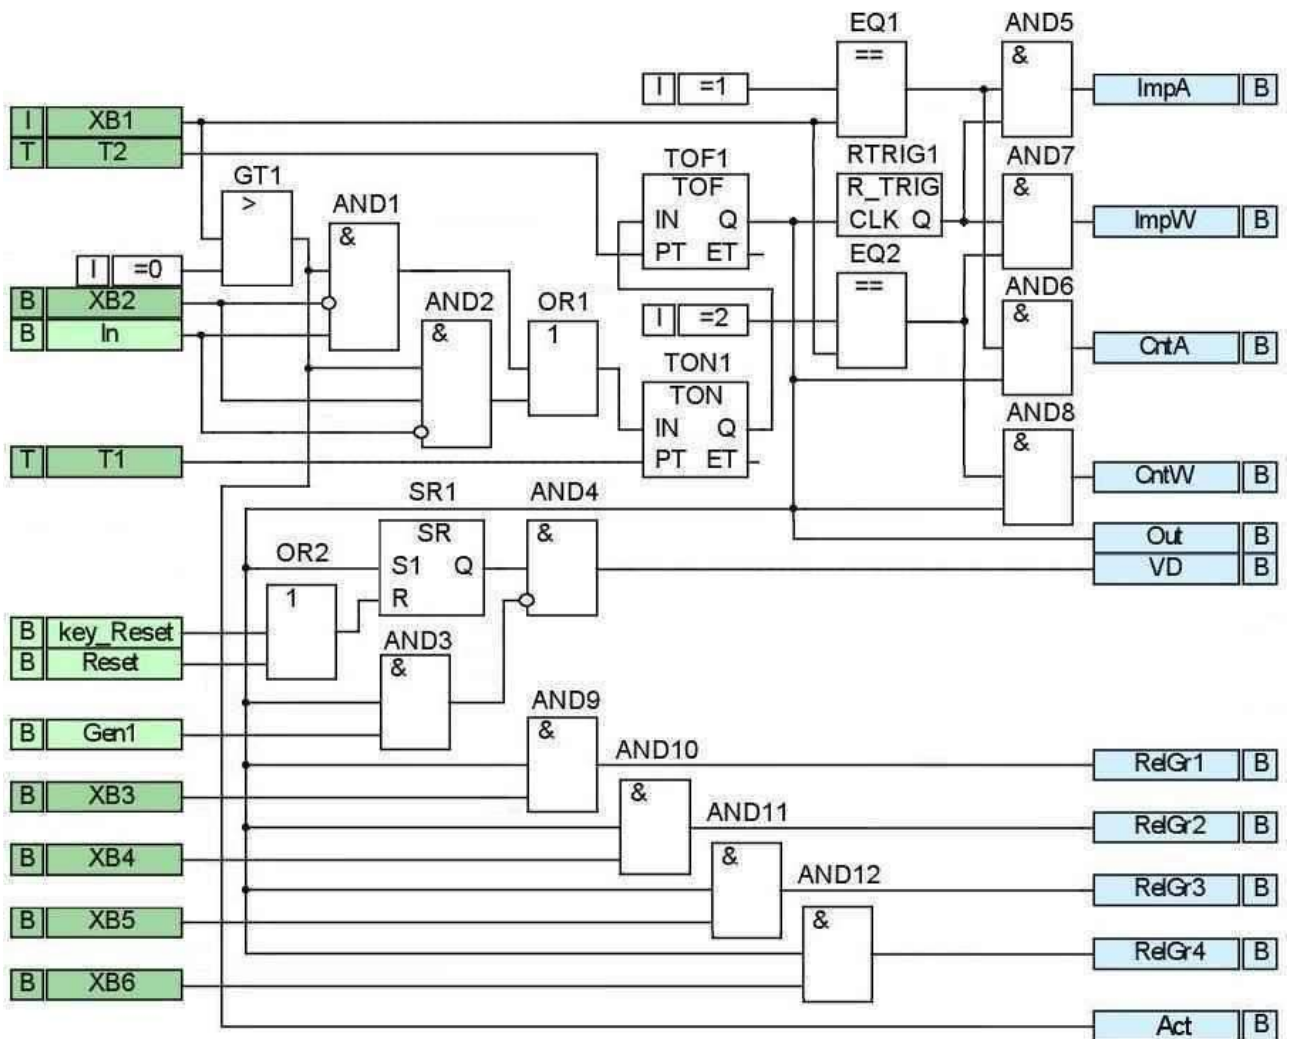 EQ1 AND5
== &
I =1 ImpA B
I XB1
T T2 TOF1 RTRIG1 AND7
GT1 TOF R_TRIG &
> AND1 IN Q CLK Q ImpW B
& PT ET EQ2
I =0 == AND6
B XB2 AND2 OR1 &
B In & 1 I =2 CntA B
TON1
TON AND8
IN Q &
T T1 PT ET CntW B
SR1 AND4
SR & Out B
OR2 S1 Q VD B
1 R
B key_Reset
B Reset AND3
&
AND9
B Gen1 &
AND10 RelGr1 B
B XB3 &
AND11 RelGr2 B
B XB4 &
AND12 RelGr3 B
B XB5 &
RelGr4 B
B XB6
Act B